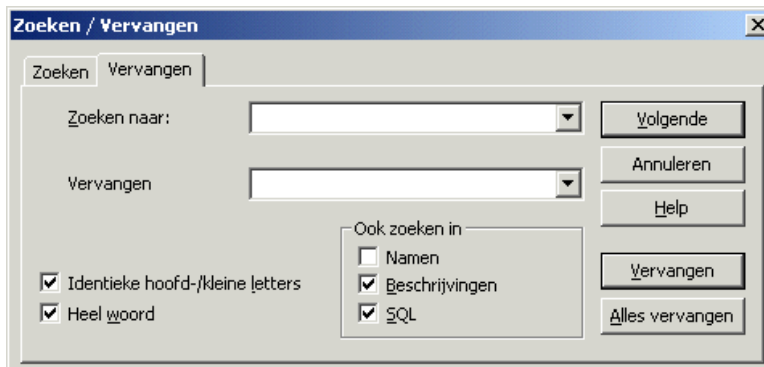 Zoeken / Vervangen
Zoeken Vervangen
Zoeken naar:
Volgende
Annuleren
Vervangen
Help
Ook zoeken in
Namen
Identieke hoofd-/kleine letters
Beschrijvingen
Vervangen
Heel woord
SQL
Alles vervangen